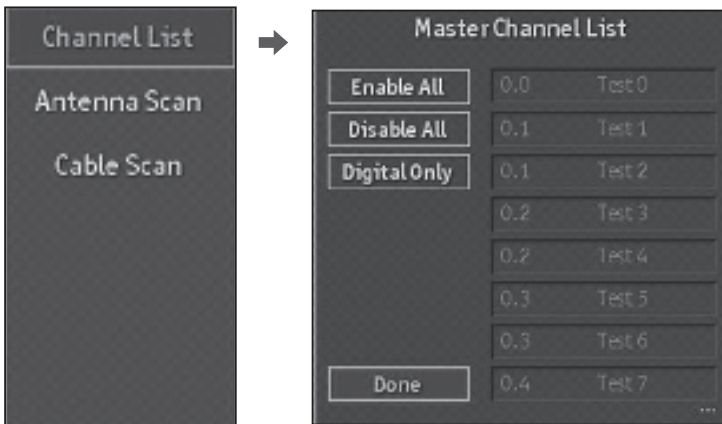 Channel List
Antenna Scan
Cable Scan
Master Channel List
Enable All
Disable All
Digital Only
Done
0.0 Test 0
0.1 Test 1
0.1 Test 2
0.2 Test 3
0.2 Test 4
0.3 Test 5
0.3 Test 6
0.4 Test 7
...